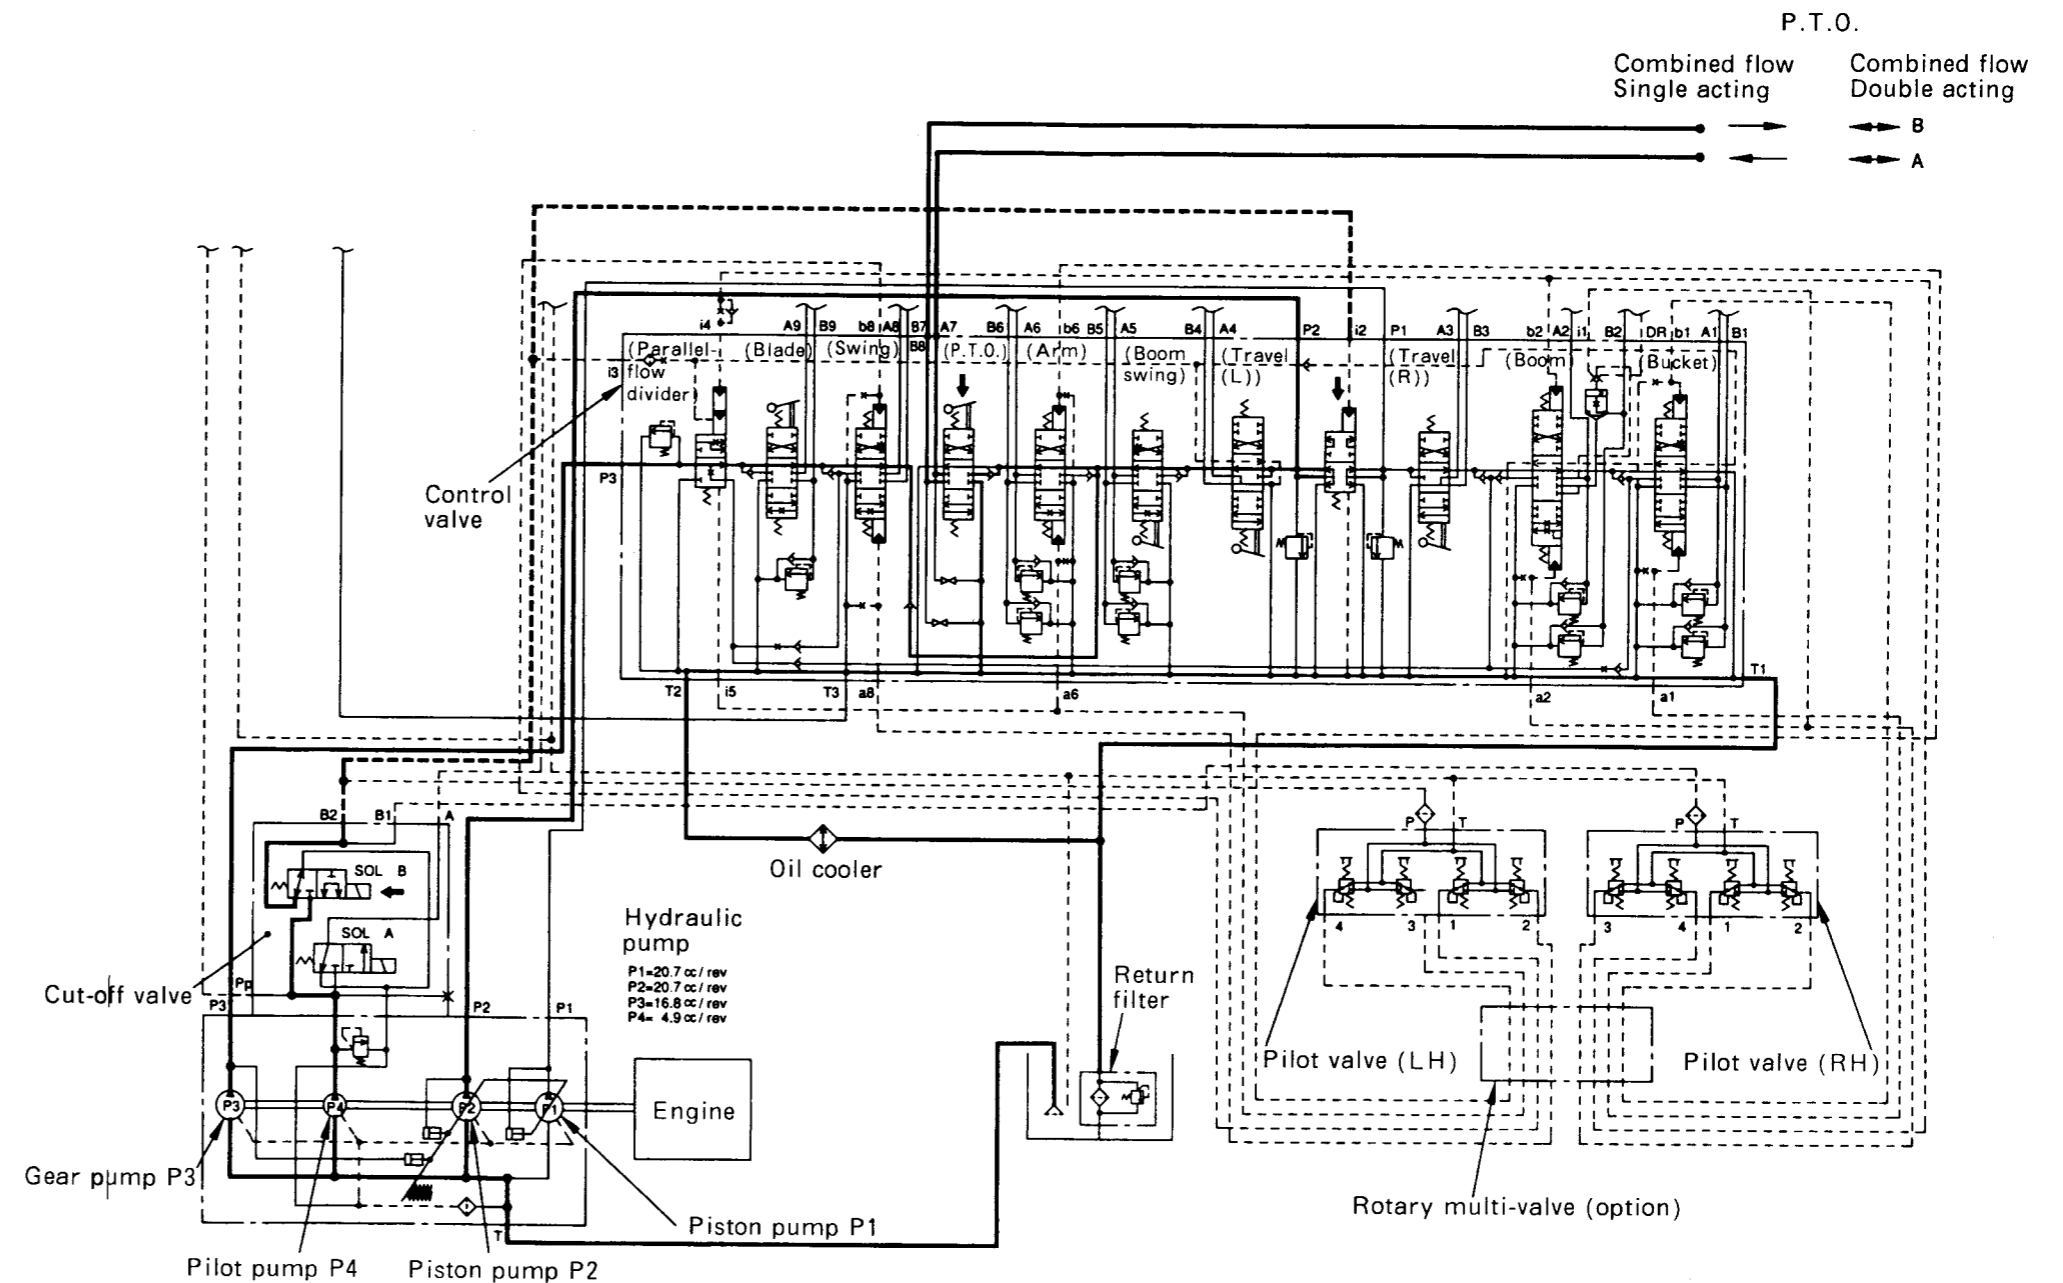 P.T.O.
Combined flow
Single acting
Combined flow
Double acting
B
A
i4
A9
B9
b8
A8
B7
A7
B6
A6
b6
B5
A5
B4
A4
P2
i2
P1
A3
B3
b2
A2
i1
B2
DR
b1
A1
B1
B8
(Parallel-
i3 flow
divider)
(Blade)
(Swing)
(P.T.O.)
(Arm)
(Boom
swing)
(Travel
(L))
(Travel
(R))
(Boom)
(Bucket)
P3
Control
valve
T2
i5
T3
a8
a6
a2
a1
T1
B2
B1
A
SOL B
SOL A
Cut-off valve
Pp
P3
P2
P1
Oil cooler
Hydraulic
pump
P1=20.7 cc/rev
P2=20.7 cc/rev
P3=16.8 cc/rev
P4= 4.9 cc/rev
Engine
P3
P4
P2
P1
Gear pump P3
Pilot pump P4
Piston pump P2
Piston pump P1
T
Return
filter
P
T
4
3
1
2
P
T
3
4
1
2
Pilot valve (LH)
Pilot valve (RH)
Rotary multi-valve (option)